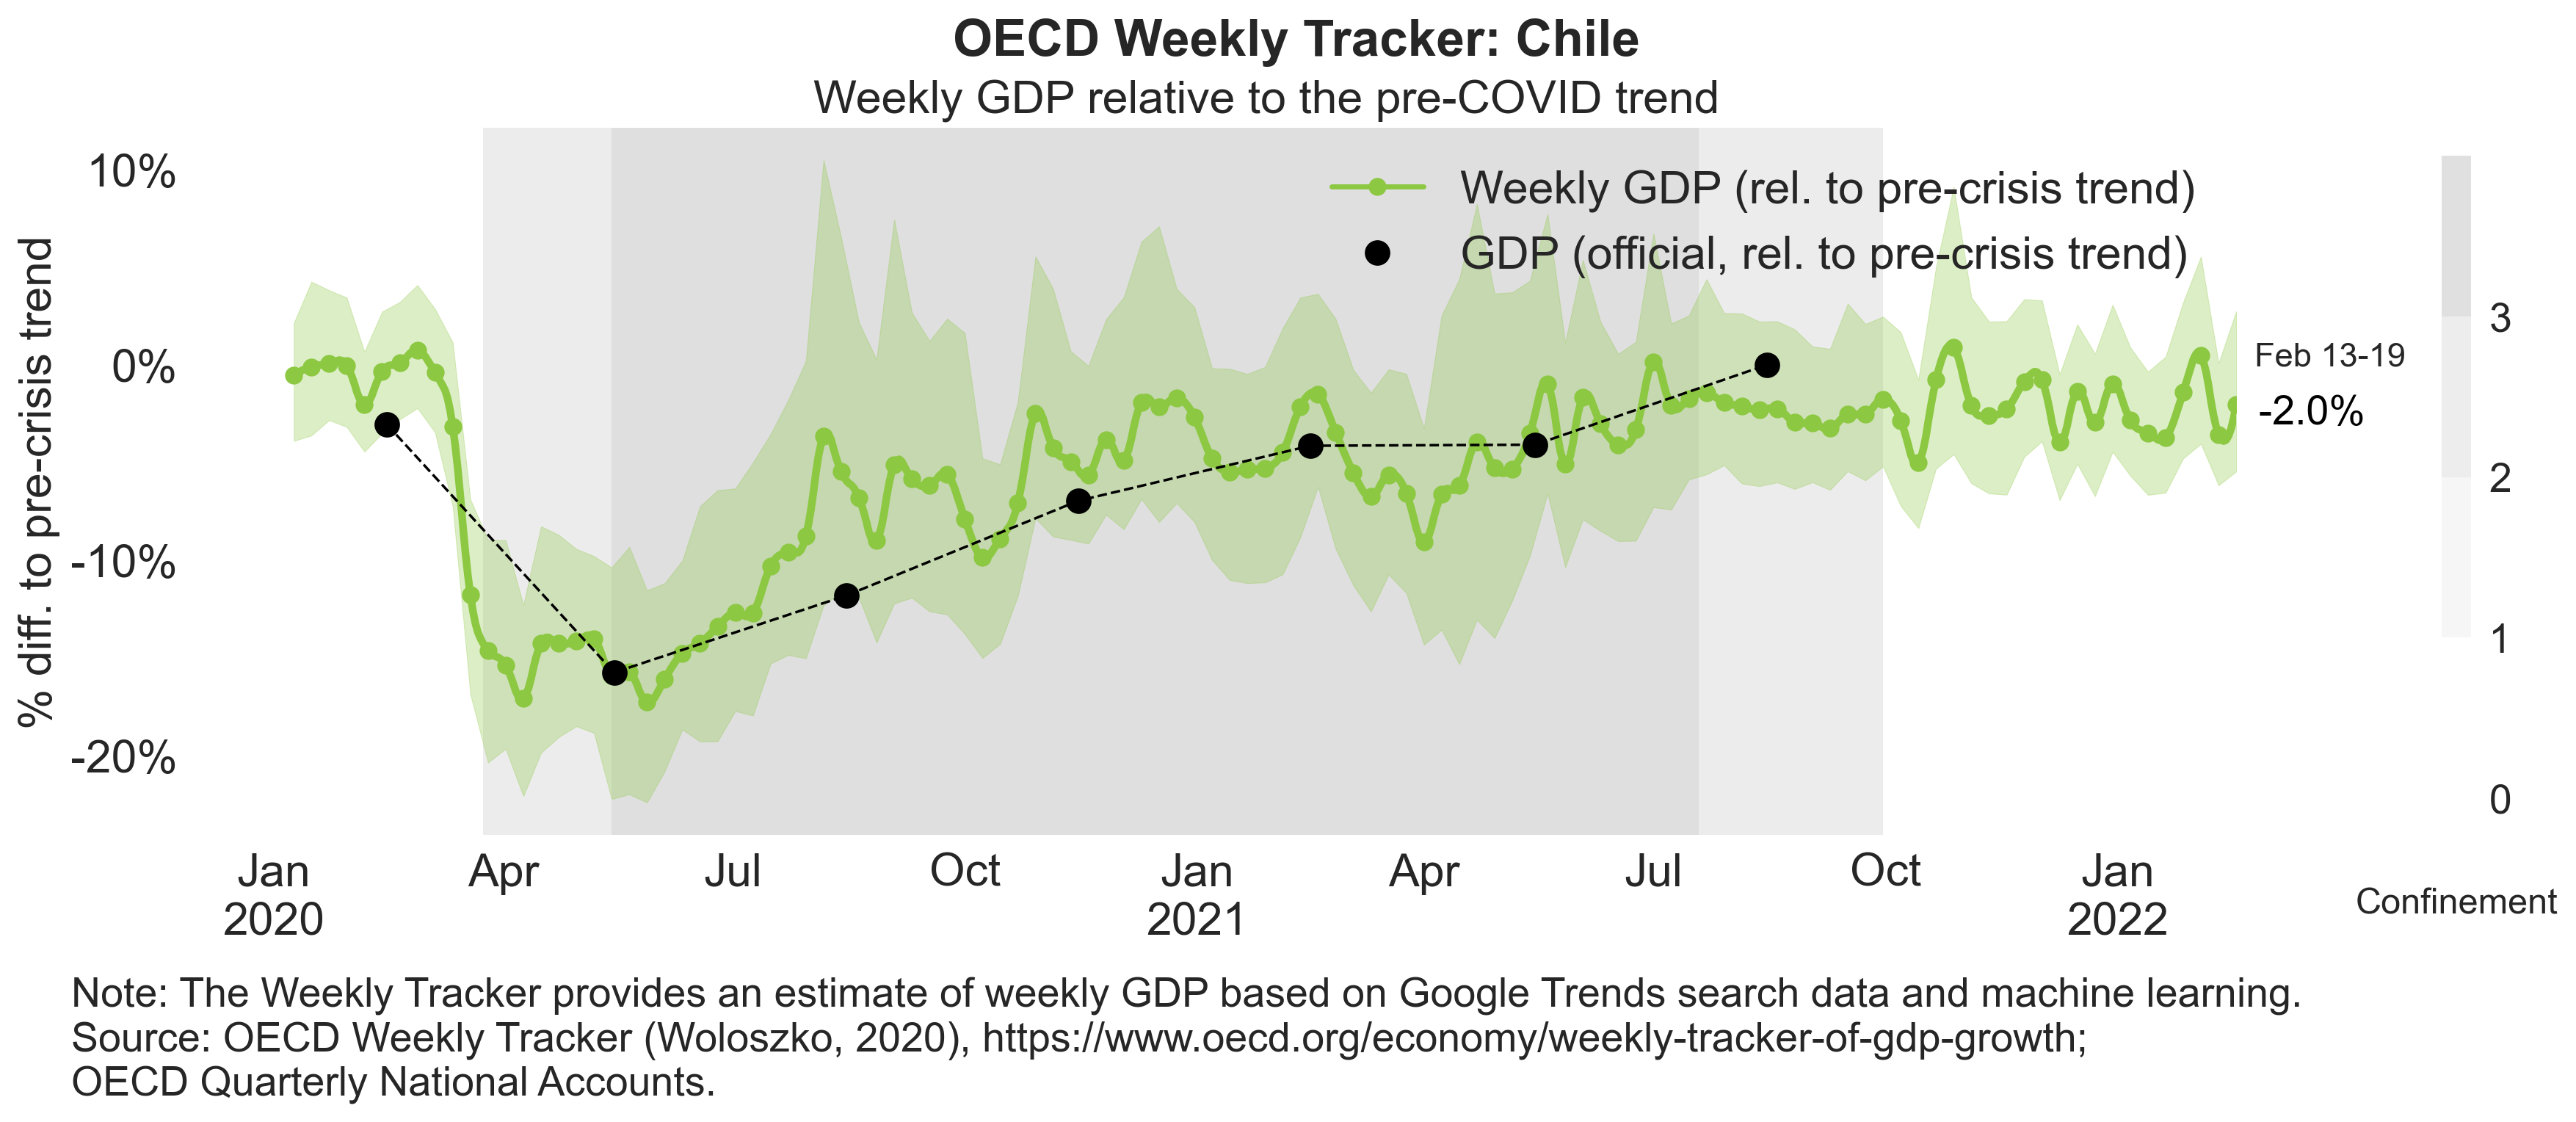 OECD Weekly Tracker: Chile
Weekly GDP relative to the pre-COVID trend
% diff. to pre-crisis trend
10%
0%
-10%
-20%
Weekly GDP (rel. to pre-crisis trend)
GDP (official, rel. to pre-crisis trend)
Feb 13-19
-2.0%
3
2
1
0
Confinement
Jan Apr Jul Oct Jan Apr Jul Oct Jan
2020 2021 2022
Note: The Weekly Tracker provides an estimate of weekly GDP based on Google Trends search data and machine learning.
Source: OECD Weekly Tracker (Woloszko, 2020), https://www.oecd.org/economy/weekly-tracker-of-gdp-growth;
OECD Quarterly National Accounts.